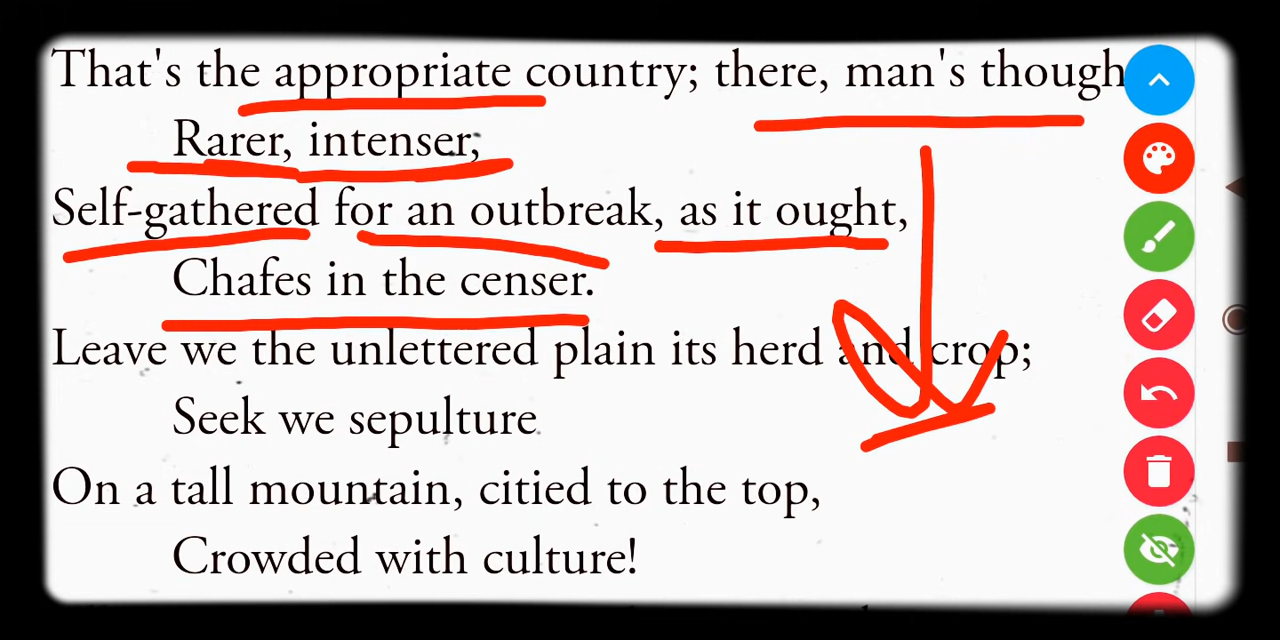 That's the appropriate country; there, man's though
Rarer, intenser;
Self-gathered for an outbreak, as it ought,
Chafes in the censer.
Leave we the unlettered plain its herd and crop;
Seek we sepulture
On a tall mountain, citied to the top,
Crowded with culture!